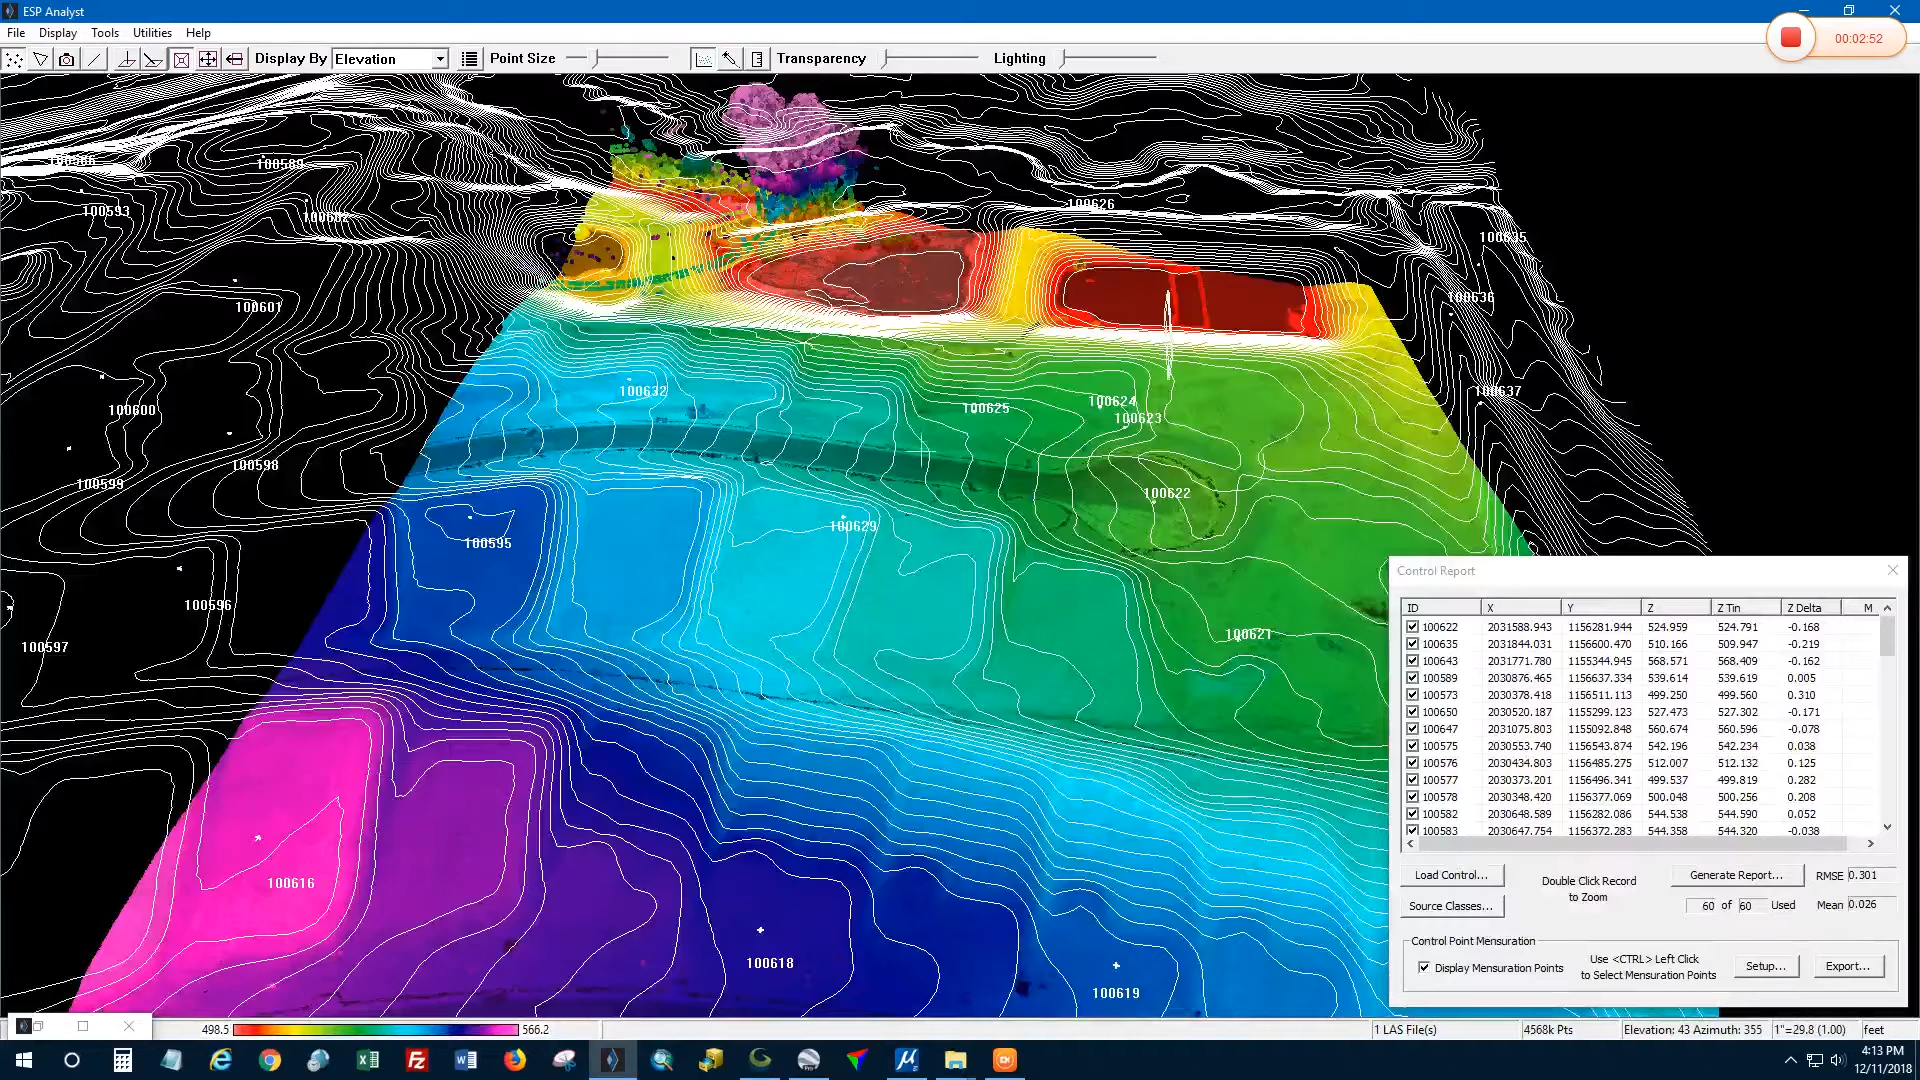 ESP Analyst
File Display Tools Utilities Help
00:02:52
Display By Elevation Point Size Transparency Lighting
100586
100589
100593
100602
100626
100635
100601
100636
100632
100637
100600
100625
100624
100623
100598
100599
100622
100629
100595
100596
100621
100597
100616
100618
100619
Control Report
ID X Y Z Z Tin Z Delta M
100622 2031588.943 1156281.944 524.959 524.791 -0.168
100635 2031844.031 1156600.470 510.166 509.947 -0.219
100643 2031771.780 1155344.945 568.571 568.409 -0.162
100589 2030876.465 1156637.334 539.614 539.619 0.005
100573 2030378.418 1156511.113 499.250 499.560 0.310
100650 2030520.187 1155299.123 527.473 527.302 -0.171
100647 2031075.803 1155092.848 560.674 560.596 -0.078
100575 2030553.740 1156543.874 542.196 542.234 0.038
100576 2030434.803 1156485.275 512.007 512.132 0.125
100577 2030373.201 1156496.341 499.537 499.819 0.282
100578 2030348.420 1156377.069 500.048 500.256 0.208
100582 2030648.589 1156282.086 544.538 544.590 0.052
100583 2030647.754 1156372.283 544.358 544.320 -0.038
Load Control... Double Click Record Generate Report... RMSE 0.301
to Zoom
Source Classes... 60 of 60 Used Mean 0.026
Control Point Mensuration
Display Mensuration Points Use <CTRL> Left Click Setup... Export...
to Select Mensuration Points
498.5 566.2 1 LAS File(s) 4568k Pts Elevation: 43 Azimuth: 355 1"=29.8 (1.00) feet
4:13 PM
12/11/2018